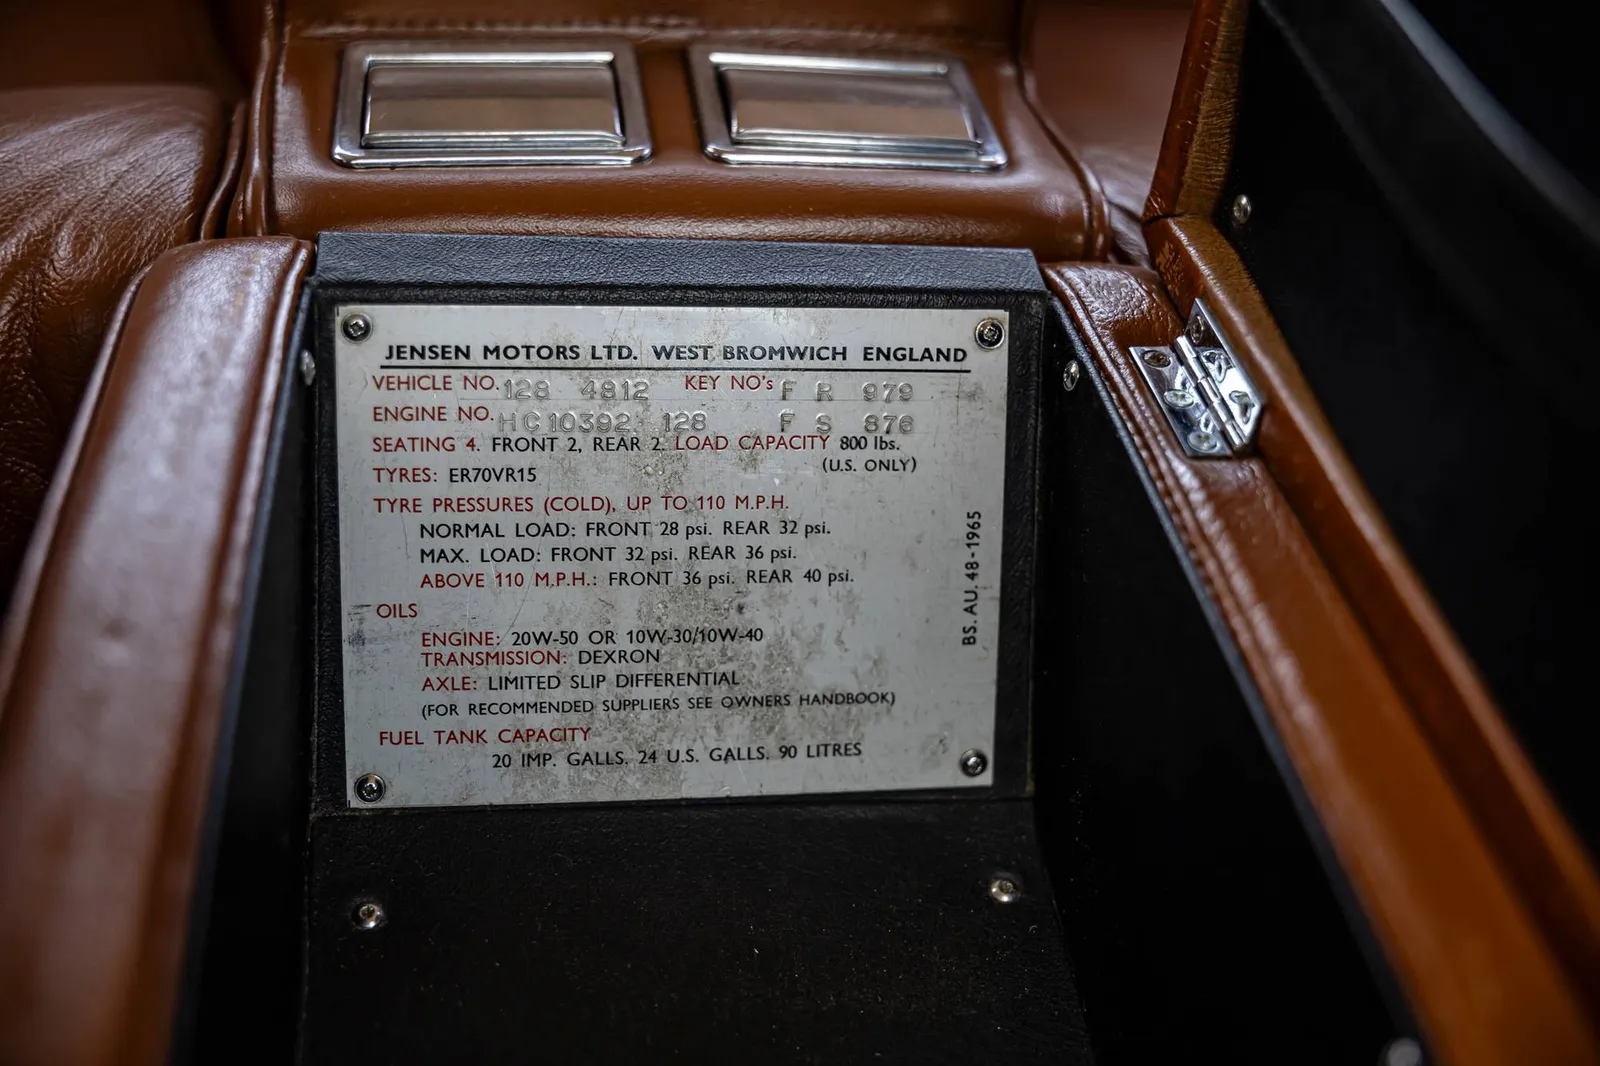 JENSEN MOTORS LTD. WEST BROMWICH ENGLAND
VEHICLE NO. 128 4812 KEY NO's F R 979
ENGINE NO. HC10392 128 F S 876
SEATING 4. FRONT 2, REAR 2. LOAD CAPACITY 800 lbs.
(U.S. ONLY)
TYRES: ER70VR15
TYRE PRESSURES (COLD), UP TO 110 M.P.H.
NORMAL LOAD: FRONT 28 psi. REAR 32 psi.
MAX. LOAD: FRONT 32 psi. REAR 36 psi.
ABOVE 110 M.P.H.: FRONT 36 psi. REAR 40 psi.
OILS
ENGINE: 20W-50 OR 10W-30/10W-40
TRANSMISSION: DEXRON
AXLE: LIMITED SLIP DIFFERENTIAL
(FOR RECOMMENDED SUPPLIERS SEE OWNERS HANDBOOK)
FUEL TANK CAPACITY
20 IMP. GALLS. 24 U.S. GALLS. 90 LITRES
BS. AU. 48-1965